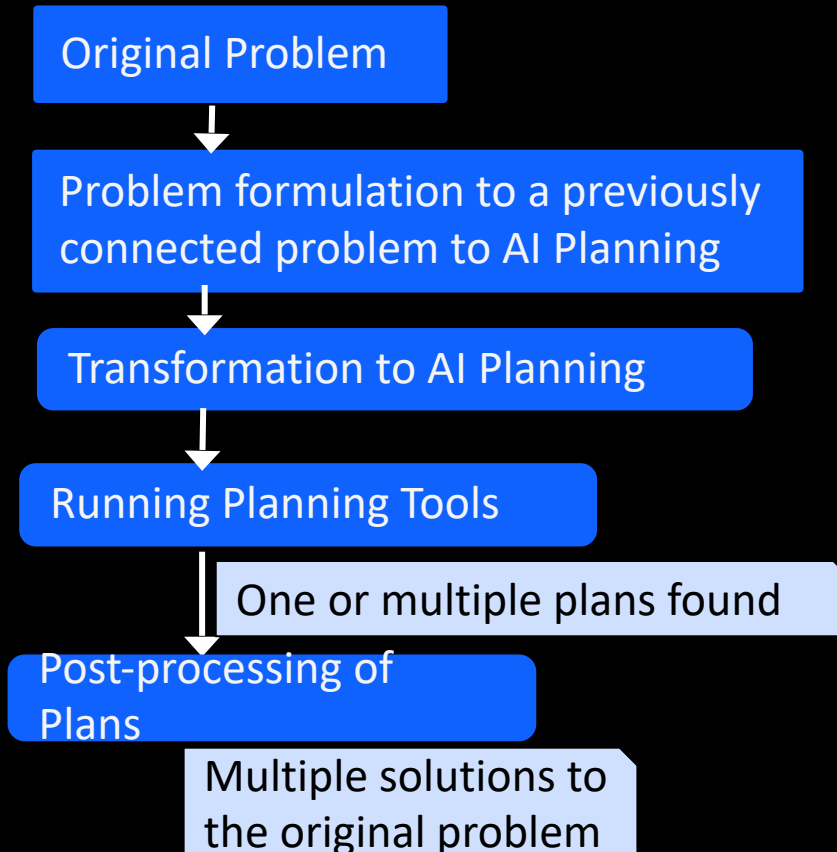 Original Problem
Problem formulation to a previously
connected problem to AI Planning
Transformation to AI Planning
Running Planning Tools
One or multiple plans found
Post-processing of
Plans
Multiple solutions to
the original problem